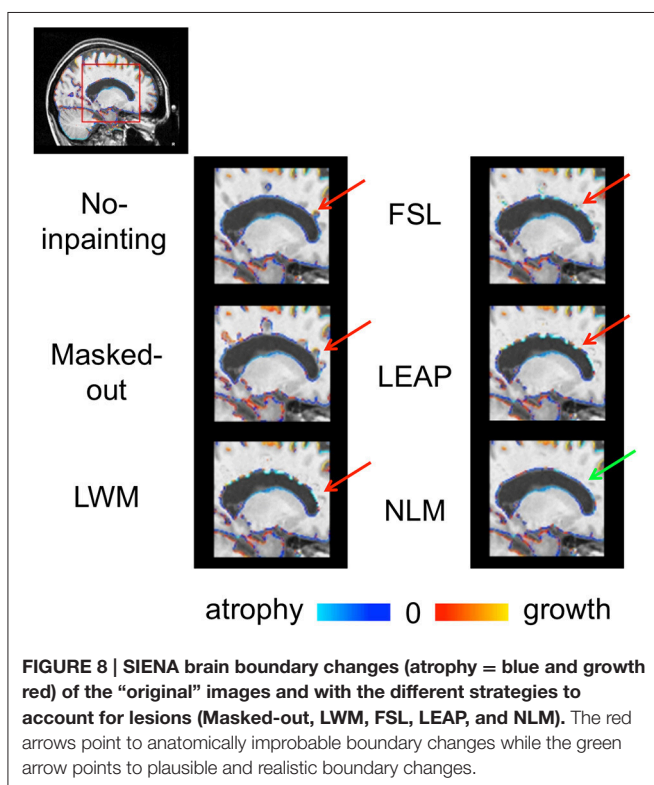 No-
inpainting
FSL
Masked-
out
LEAP
LWM
NLM
atrophy 0 growth
FIGURE 8 | SIENA brain boundary changes (atrophy = blue and growth
red) of the “original” images and with the different strategies to
account for lesions (Masked-out, LWM, FSL, LEAP, and NLM). The red
arrows point to anatomically improbable boundary changes while the green
arrow points to plausible and realistic boundary changes.